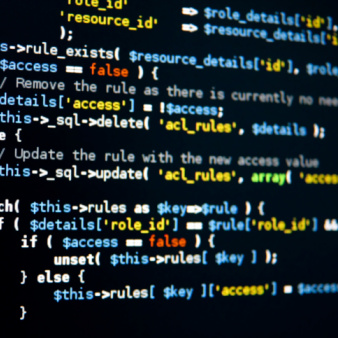 'role_id' => $role_details['id'],
'resource_id' => $resource_details['i
);
s->rule_exists( $resource_details['id'], $role
$access == false ) {
/ Remove the rule as there is currently no nee
details['access'] = !$access;
this->_sql->delete( 'acl_rules', $details );
e {
/ Update the rule with the new access value
this->_sql->update( 'acl_rules', array( 'acces
ch( $this->rules as $key=>$rule ) {
f ( $details['role_id'] == $rule['role_id'] &&
if ( $access == false ) {
unset( $this->rules[ $key ] );
} else {
$this->rules[ $key ]['access'] = $access
}